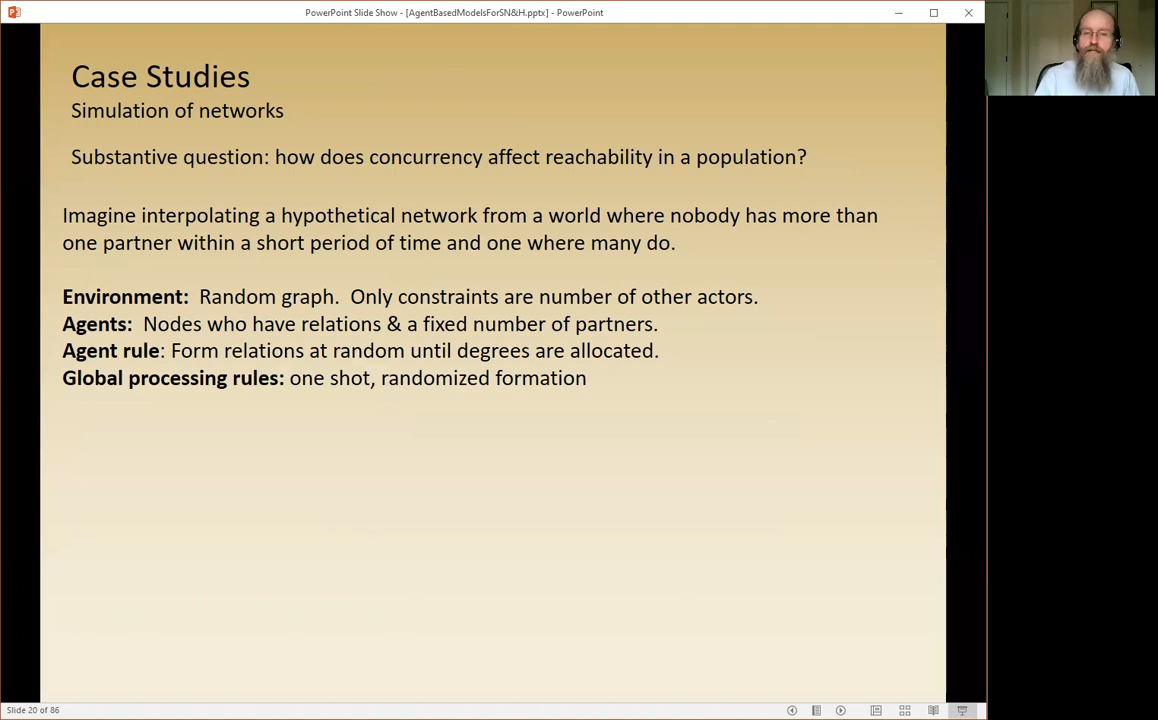 PowerPoint Slide Show - [AgentBasedModelsForSN&H.pptx] - PowerPoint
Case Studies
Simulation of networks
Substantive question: how does concurrency affect reachability in a population?
Imagine interpolating a hypothetical network from a world where nobody has more than
one partner within a short period of time and one where many do.
Environment: Random graph. Only constraints are number of other actors.
Agents: Nodes who have relations & a fixed number of partners.
Agent rule: Form relations at random until degrees are allocated.
Global processing rules: one shot, randomized formation
Slide 20 of 86